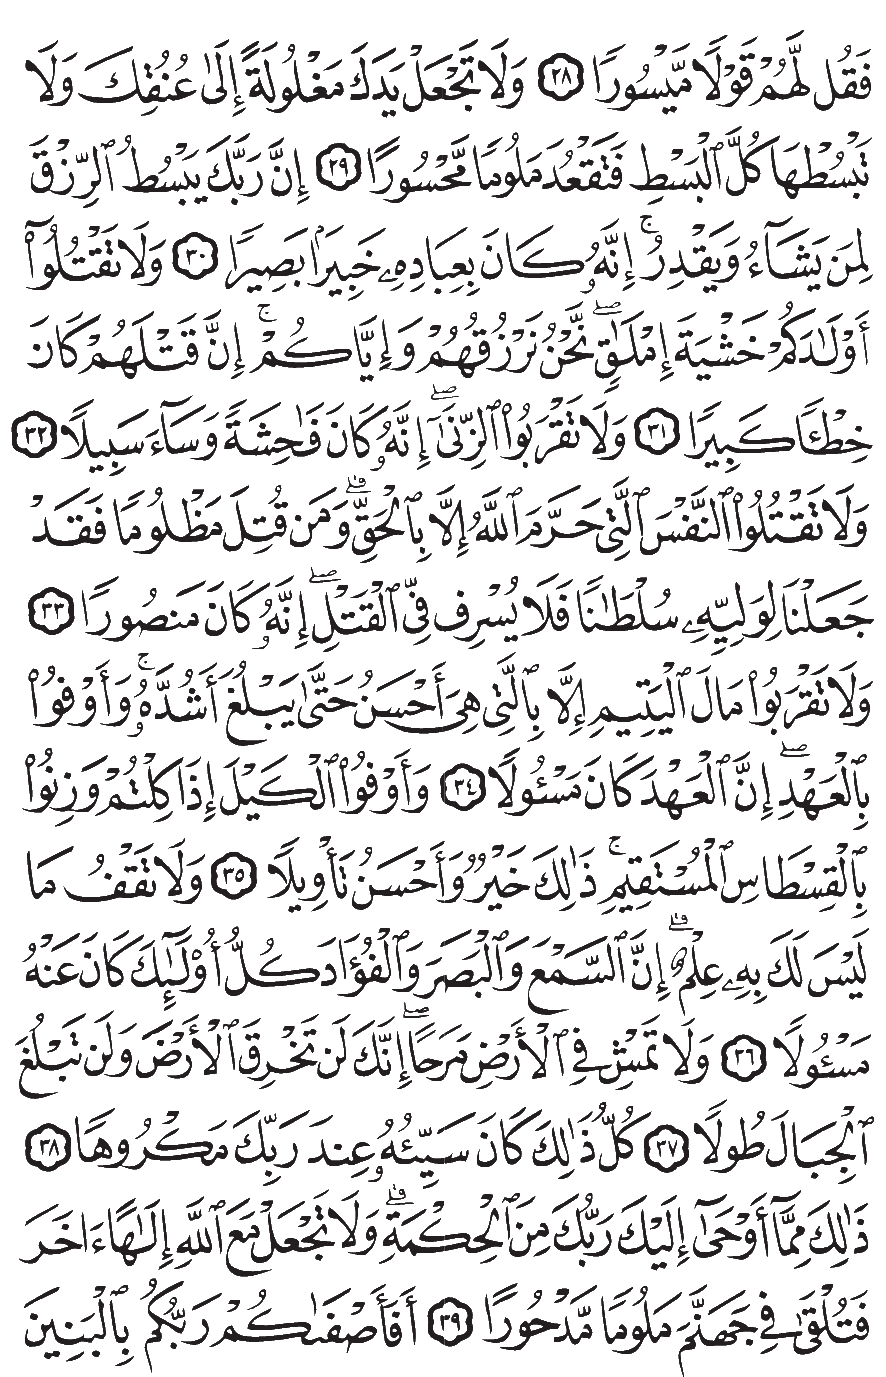 فَقُل لَّهُمْ قَوْلًا مَّيْسُورًا ٢٨ وَلَا تَجْعَلْ يَدَكَ مَغْلُولَةً إِلَىٰ عُنُقِكَ وَلَا
تَبْسُطْهَا كُلَّ ٱلْبَسْطِ فَتَقْعُدَ مَلُومًا مَّحْسُورًا ٢٩ إِنَّ رَبَّكَ يَبْسُطُ ٱلرِّزْقَ
لِمَن يَشَآءُ وَيَقْدِرُ ۚ إِنَّهُۥ كَانَ بِعِبَادِهِۦ خَبِيرًۢا بَصِيرًا ٣٠ وَلَا تَقْتُلُوٓا۟
أَوْلَٰدَكُمْ خَشْيَةَ إِمْلَٰقٍ ۖ نَّحْنُ نَرْزُقُهُمْ وَإِيَّاكُمْ ۚ إِنَّ قَتْلَهُمْ كَانَ
خِطْـًٔا كَبِيرًا ٣١ وَلَا تَقْرَبُوا۟ ٱلزِّنَىٰٓ ۖ إِنَّهُۥ كَانَ فَٰحِشَةً وَسَآءَ سَبِيلًا ٣٢
وَلَا تَقْتُلُوا۟ ٱلنَّفْسَ ٱلَّتِى حَرَّمَ ٱللَّهُ إِلَّا بِٱلْحَقِّ ۗ وَمَن قُتِلَ مَظْلُومًا فَقَدْ
جَعَلْنَا لِوَلِيِّهِۦ سُلْطَٰنًا فَلَا يُسْرِف فِّى ٱلْقَتْلِ ۖ إِنَّهُۥ كَانَ مَنصُورًا ٣٣
وَلَا تَقْرَبُوا۟ مَالَ ٱلْيَتِيمِ إِلَّا بِٱلَّتِى هِىَ أَحْسَنُ حَتَّىٰ يَبْلُغَ أَشُدَّهُۥ ۚ وَأَوْفُوا۟
بِٱلْعَهْدِ ۖ إِنَّ ٱلْعَهْدَ كَانَ مَسْـُٔولًا ٣٤ وَأَوْفُوا۟ ٱلْكَيْلَ إِذَا كِلْتُمْ وَزِنُوا۟
بِٱلْقِسْطَاسِ ٱلْمُسْتَقِيمِ ۚ ذَٰلِكَ خَيْرٌ وَأَحْسَنُ تَأْوِيلًا ٣٥ وَلَا تَقْفُ مَا
لَيْسَ لَكَ بِهِۦ عِلْمٌ ۚ إِنَّ ٱلسَّمْعَ وَٱلْبَصَرَ وَٱلْفُؤَادَ كُلُّ أُو۟لَٰٓئِكَ كَانَ عَنْهُ
مَسْـُٔولًا ٣٦ وَلَا تَمْشِ فِى ٱلْأَرْضِ مَرَحًا ۖ إِنَّكَ لَن تَخْرِقَ ٱلْأَرْضَ وَلَن تَبْلُغَ
ٱلْجِبَالَ طُولًا ٣٧ كُلُّ ذَٰلِكَ كَانَ سَيِّئُهُۥ عِندَ رَبِّكَ مَكْرُوهًا ٣٨
ذَٰلِكَ مِمَّآ أَوْحَىٰٓ إِلَيْكَ رَبُّكَ مِنَ ٱلْحِكْمَةِ ۗ وَلَا تَجْعَلْ مَعَ ٱللَّهِ إِلَٰهًا ءَاخَرَ
فَتُلْقَىٰ فِى جَهَنَّمَ مَلُومًا مَّدْحُورًا ٣٩ أَفَأَصْفَىٰكُمْ رَبُّكُم بِٱلْبَنِينَ